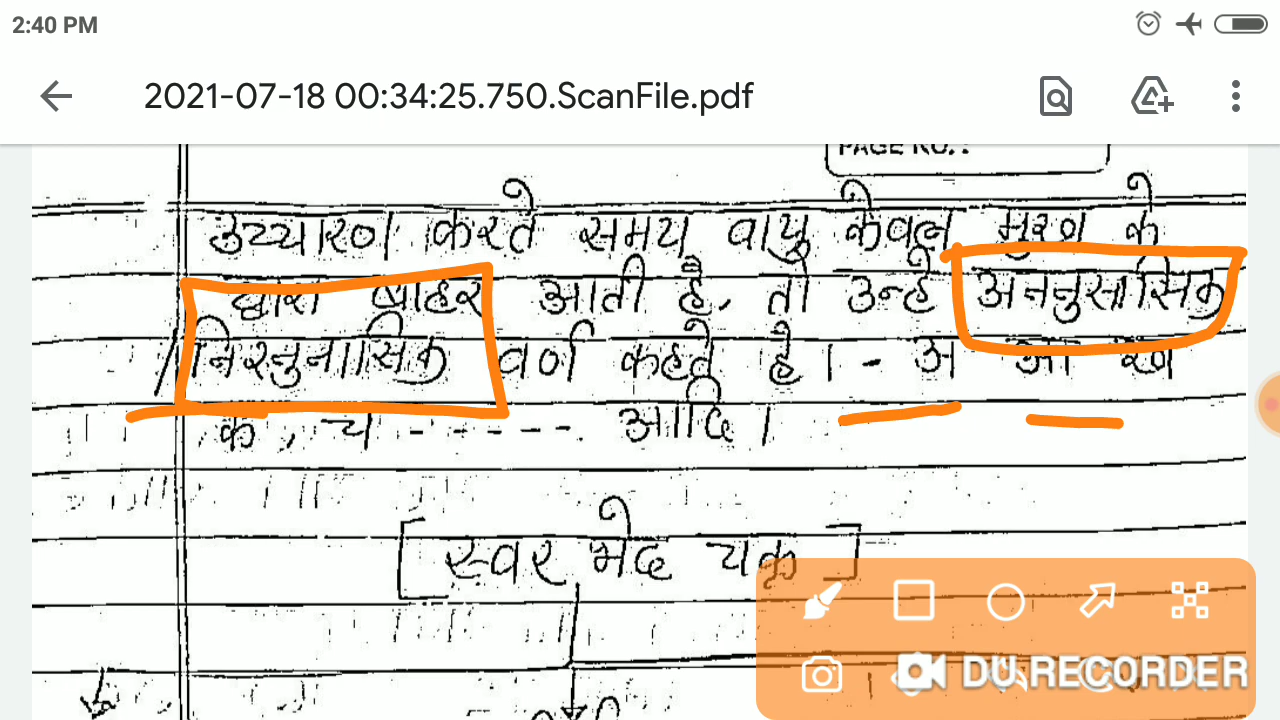 2:40 PM
2021-07-18 00:34:25.750.ScanFile.pdf
PAGE NO.:
उच्चारण करते समय वायु केवल मुख के
द्वारा बाहर आती है, तो उन्हे अननुसासिक
/ निरनुनासिक वर्ण कहते है। - अ आ
क, च ------ आदि।
[स्वर भेद चक्र]
DU RECORDER